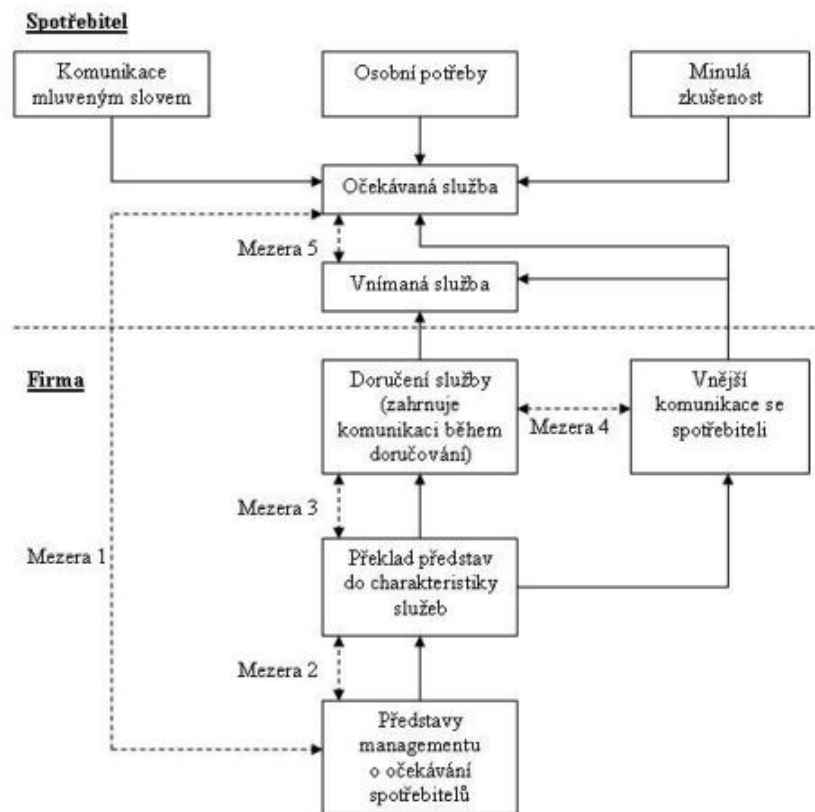 Spotřebitel
Komunikace
mluveným slovem
Osobní potřeby
Minulá
zkušenost
Očekávaná služba
Mezera 5
Vnímaná služba
Firma
Doručení služby
(zahrnuje
komunikaci během
doručování)
Mezera 4
Vnější
komunikace se
spotřebiteli
Mezera 3
Mezera 1
Překlad představ
do charakteristiky
služeb
Mezera 2
Představy
managementu
o očekávání
spotřebitelů